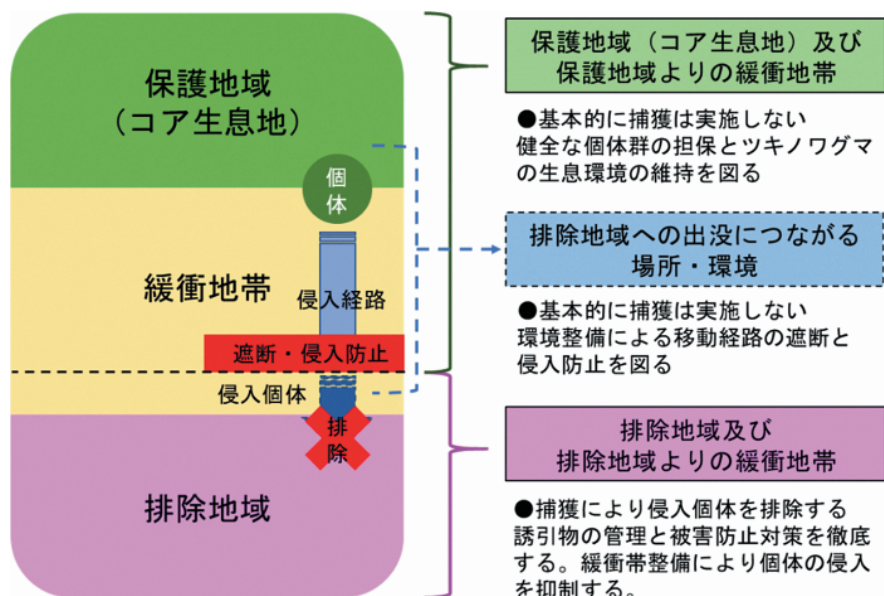 保護地域
（コア生息地）
個
体
緩衝地帯
侵入経路
遮断・侵入防止
侵入個体
排
除
排除地域
保護地域（コア生息地）及び
保護地域よりの緩衝地帯
●基本的に捕獲は実施しない
健全な個体群の担保とツキノワグマ
の生息環境の維持を図る
排除地域への出没につながる
場所・環境
●基本的に捕獲は実施しない
環境整備による移動経路の遮断と
侵入防止を図る
排除地域及び
排除地域よりの緩衝地帯
●捕獲により侵入個体を排除する
誘引物の管理と被害防止対策を徹底
する。緩衝帯整備により個体の侵入
を抑制する。